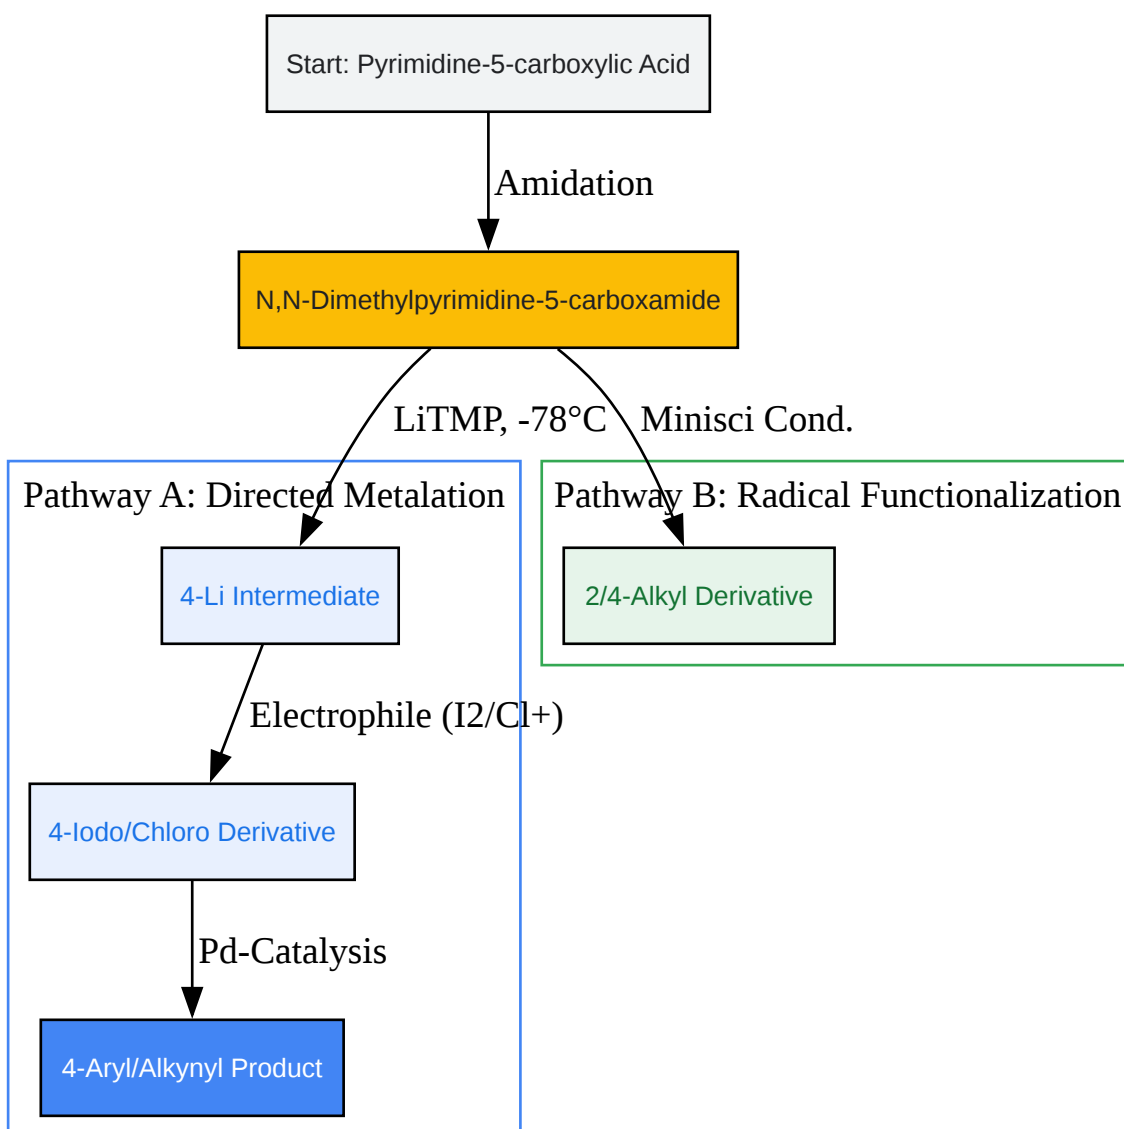 Start: Pyrimidine-5-carboxylic Acid
Amidation
N,N-Dimethylpyrimidine-5-carboxamide
LiTMP, -78°C
Minisci Cond.
Pathway A: Directed Metalation
Pathway B: Radical Functionalization
4-Li Intermediate
2/4-Alkyl Derivative
Electrophile (I2/Cl+)
4-Iodo/Chloro Derivative
Pd-Catalysis
4-Aryl/Alkynyl Product